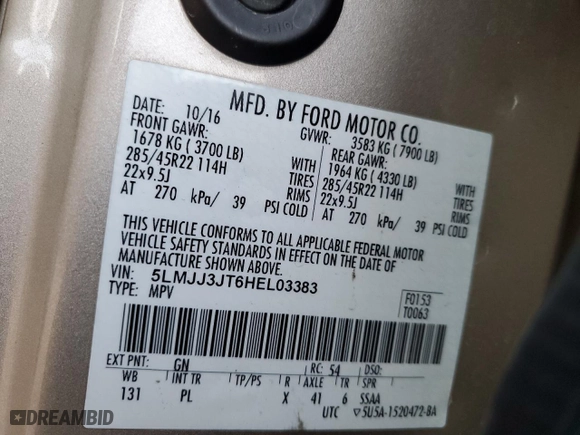 MFD. BY FORD MOTOR CO.
DATE: 10/16
GVWR: 3583 KG ( 7900 LB)
FRONT GAWR:
1678 KG ( 3700 LB)
REAR GAWR:
1964 KG ( 4330 LB)
285/45R22 114H WITH TIRES
22x9.5J RIMS
AT 270 kPa/ 39 PSI COLD
285/45R22 114H WITH TIRES
22x9.5J RIMS
AT 270 kPa/ 39 PSI COLD
THIS VEHICLE CONFORMS TO ALL APPLICABLE FEDERAL MOTOR
VEHICLE SAFETY STANDARDS IN EFFECT ON THE DATE OF
MANUFACTURE SHOWN ABOVE.
VIN: 5LMJJ3JT6HEL03383
TYPE: MPV
F0153
T0063
EXT PNT: GN RC: 54 DSO:
WB INT TR TP/PS R AXLE TR SPR
131 PL X 41 6 SSAA
UTC ▽5U5A-1520472-BA
DREAMBID